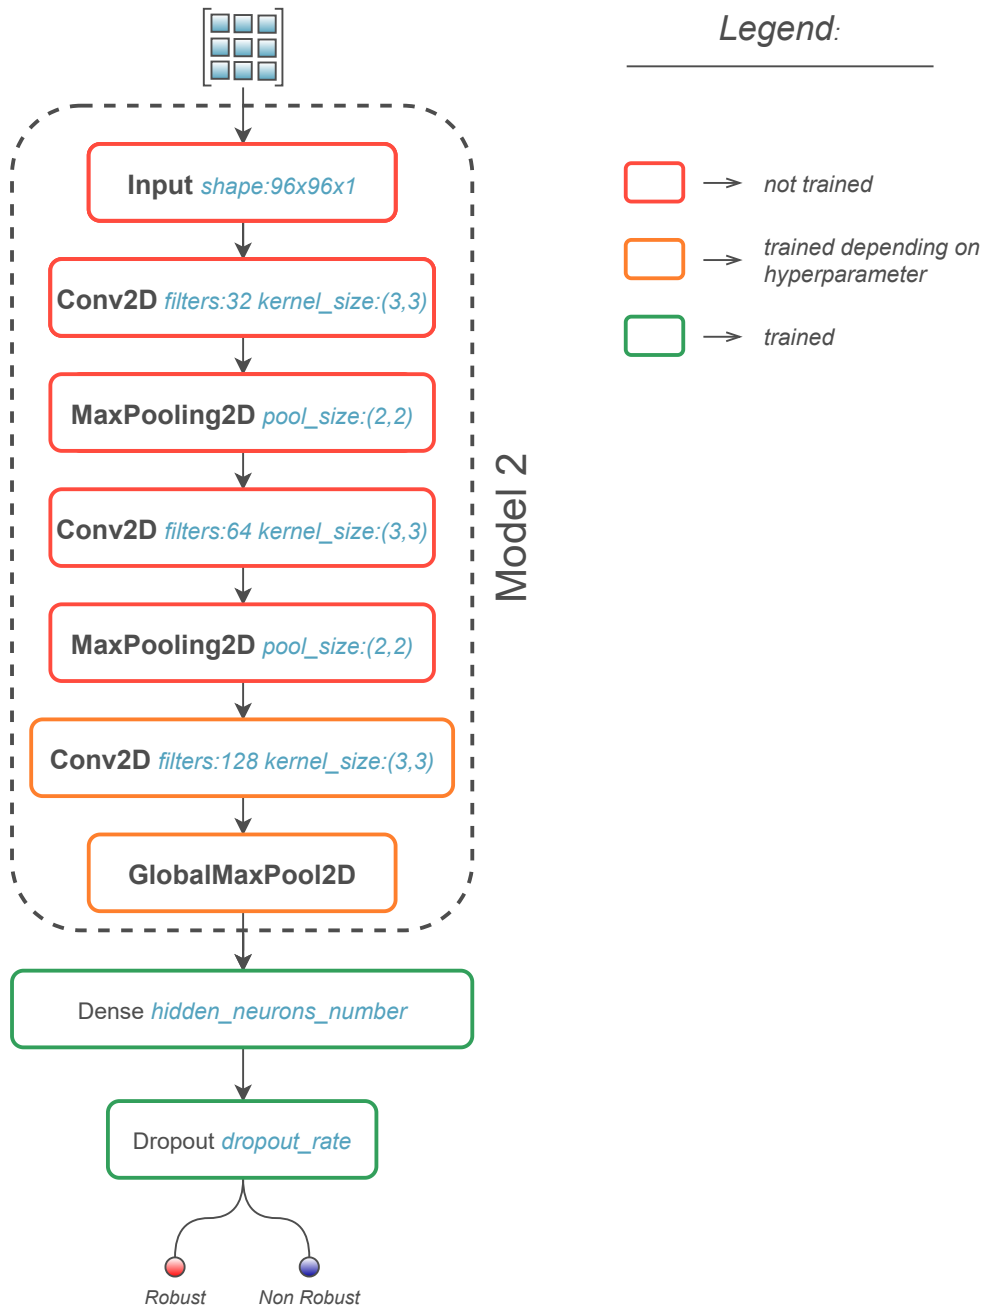 Legend:
Input shape:96x96x1
not trained
trained depending on
hyperparameter
Conv2D filters:32 kernel_size:(3,3)
trained
MaxPooling2D pool_size:(2,2)
Conv2D filters:64 kernel_size:(3,3)
Model 2
MaxPooling2D pool_size:(2,2)
Conv2D filters:128 kernel_size:(3,3)
GlobalMaxPool2D
Dense hidden_neurons_number
Dropout dropout_rate
Robust
Non Robust